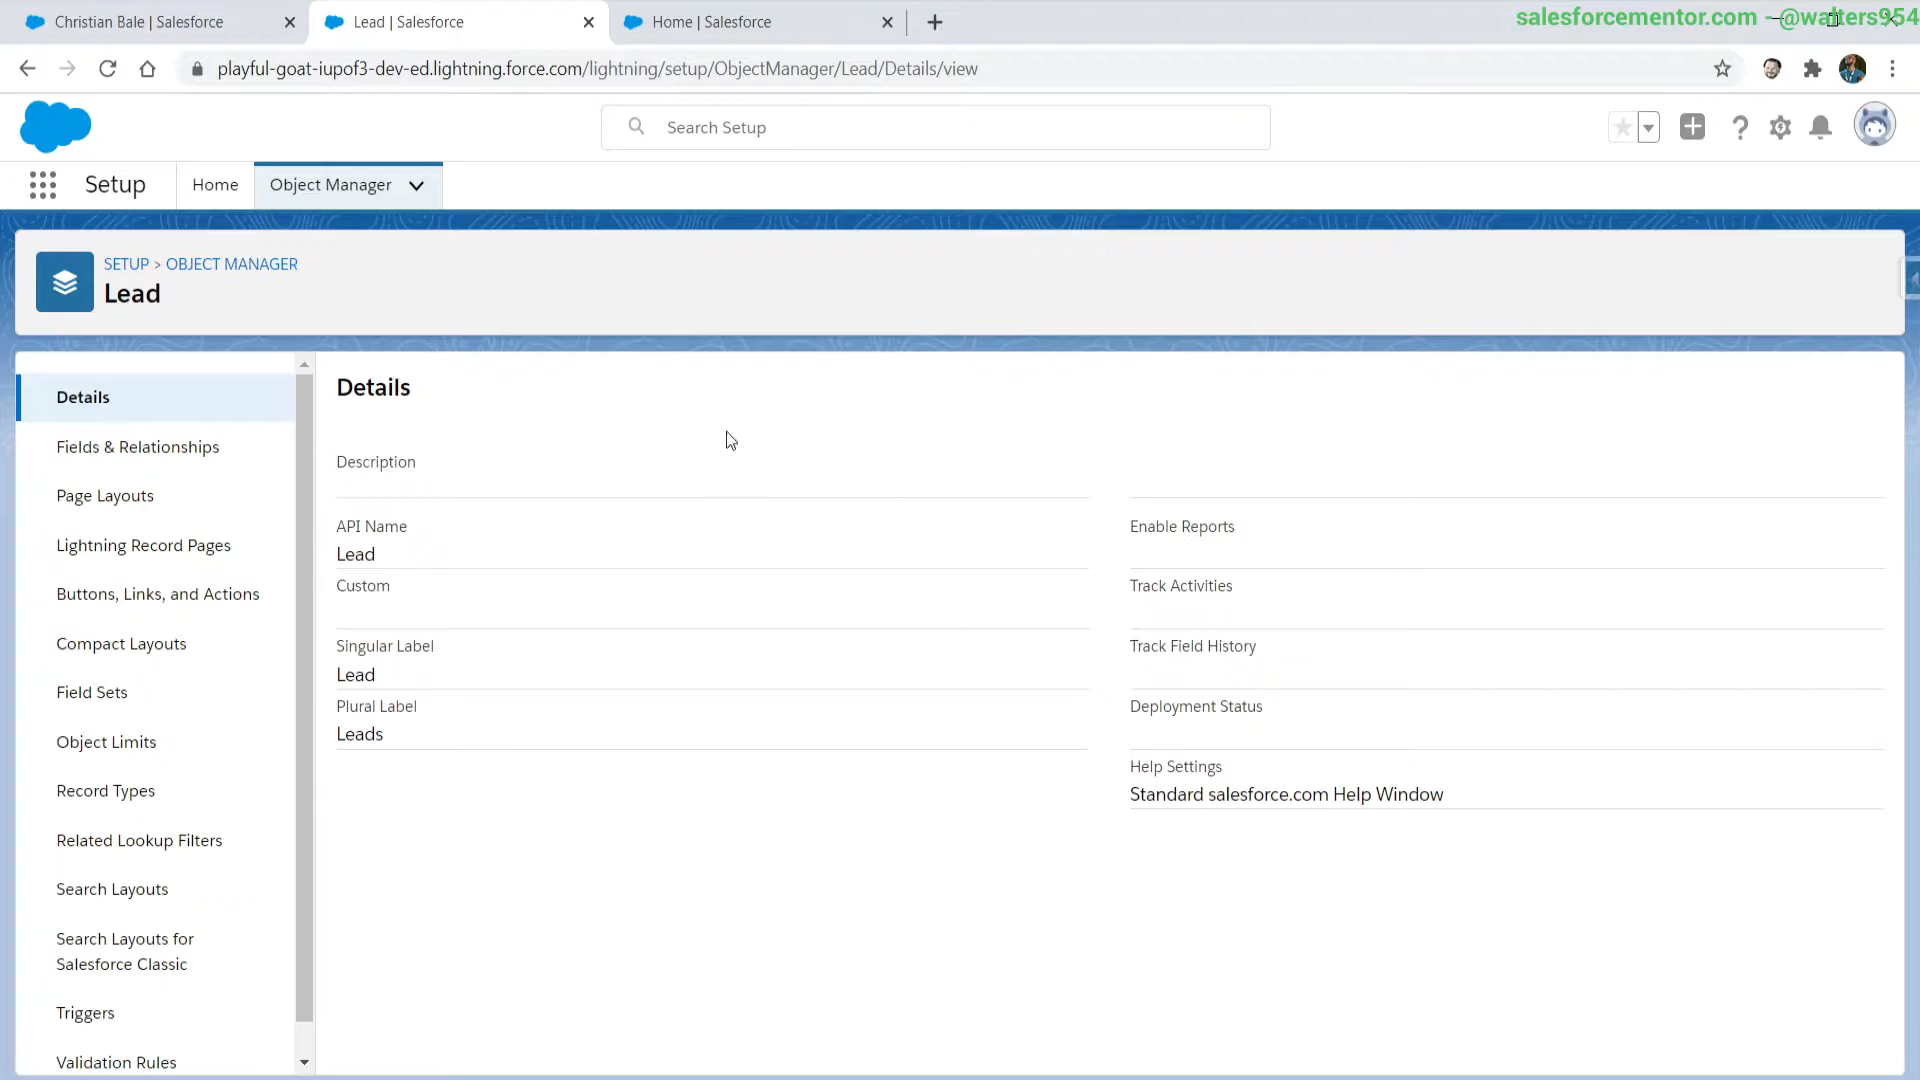 Christian Bale | Salesforce
Lead | Salesforce
Home | Salesforce
salesforcementor.com - @walters954
playful-goat-iupof3-dev-ed.lightning.force.com/lightning/setup/ObjectManager/Lead/Details/view
Search Setup
Setup
Home
Object Manager
SETUP > OBJECT MANAGER
Lead
Details
Fields & Relationships
Page Layouts
Lightning Record Pages
Buttons, Links, and Actions
Compact Layouts
Field Sets
Object Limits
Record Types
Related Lookup Filters
Search Layouts
Search Layouts for
Salesforce Classic
Triggers
Validation Rules
Details
Description
API Name
Lead
Custom
Singular Label
Lead
Plural Label
Leads
Enable Reports
Track Activities
Track Field History
Deployment Status
Help Settings
Standard salesforce.com Help Window